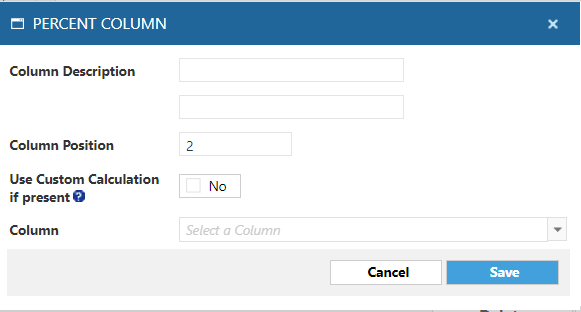 PERCENT COLUMN
Column Description
Column Position 2
Use Custom Calculation
if present ? No
Column Select a Column
Cancel Save